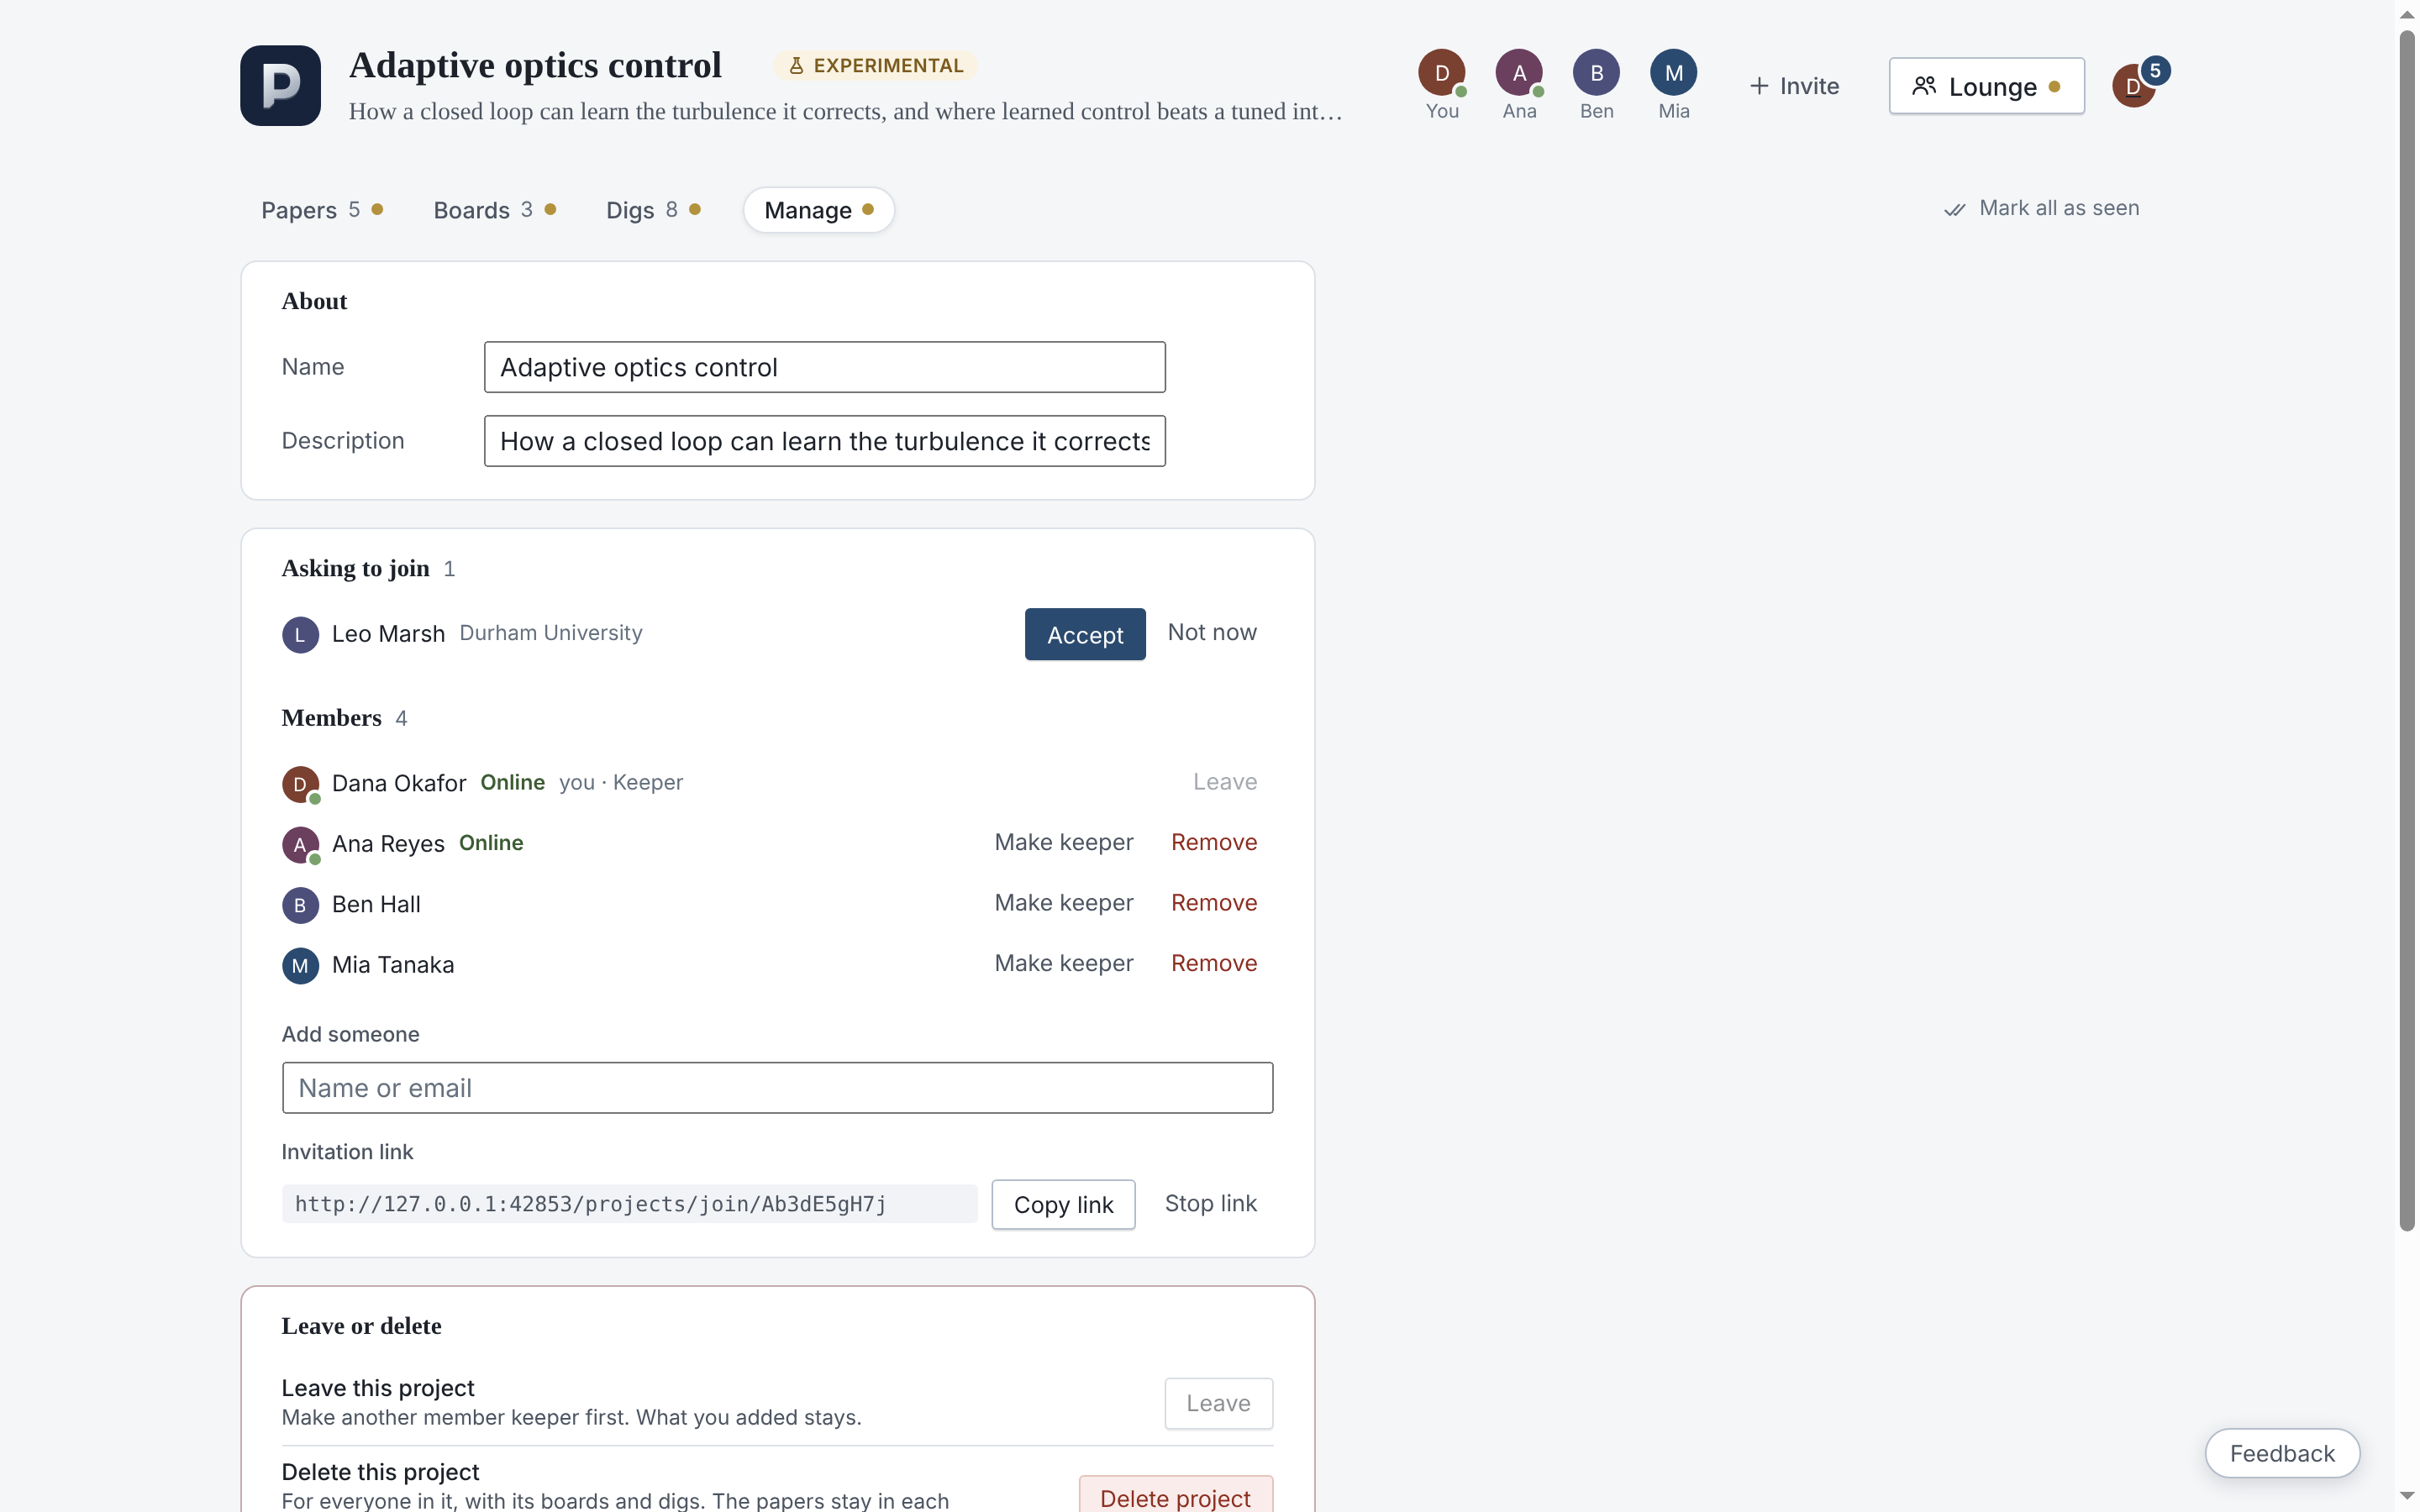 P
Adaptive optics control
EXPERIMENTAL
How a closed loop can learn the turbulence it corrects, and where learned control beats a tuned int…
D
You
A
Ana
B
Ben
M
Mia
+ Invite
Lounge
D
5
Papers 5
Boards 3
Digs 8
Manage
Mark all as seen
About
Name
Adaptive optics control
Description
How a closed loop can learn the turbulence it corrects
Asking to join 1
L Leo Marsh Durham University Accept Not now
Members 4
D Dana Okafor Online you · Keeper Leave
A Ana Reyes Online Make keeper Remove
B Ben Hall Make keeper Remove
M Mia Tanaka Make keeper Remove
Add someone
Name or email
Invitation link
http://127.0.0.1:42853/projects/join/Ab3dE5gH7j Copy link Stop link
Leave or delete
Leave this project
Make another member keeper first. What you added stays.
Leave
Delete this project
For everyone in it, with its boards and digs. The papers stay in each
Delete project
Feedback